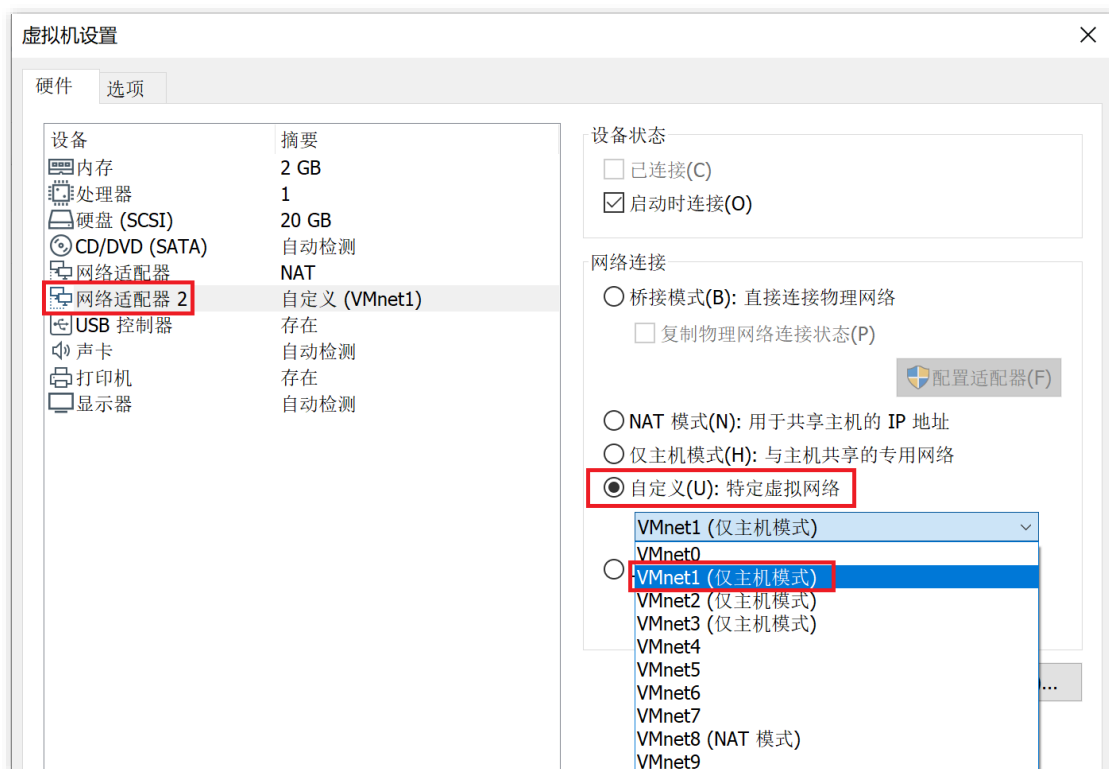 虚拟机设置
硬件 选项
设备 摘要
内存 2 GB
处理器 1
硬盘 (SCSI) 20 GB
CD/DVD (SATA) 自动检测
网络适配器 NAT
网络适配器 2 自定义 (VMnet1)
USB 控制器 存在
声卡 自动检测
打印机 存在
显示器 自动检测
设备状态
已连接(C)
启动时连接(O)
网络连接
桥接模式(B): 直接连接物理网络
复制物理网络连接状态(P)
配置适配器(F)
NAT 模式(N): 用于共享主机的 IP 地址
仅主机模式(H): 与主机共享的专用网络
自定义(U): 特定虚拟网络
VMnet1 (仅主机模式)
VMnet0
VMnet1 (仅主机模式)
VMnet2 (仅主机模式)
VMnet3 (仅主机模式)
VMnet4
VMnet5
VMnet6
VMnet7
VMnet8 (NAT 模式)
VMnet9